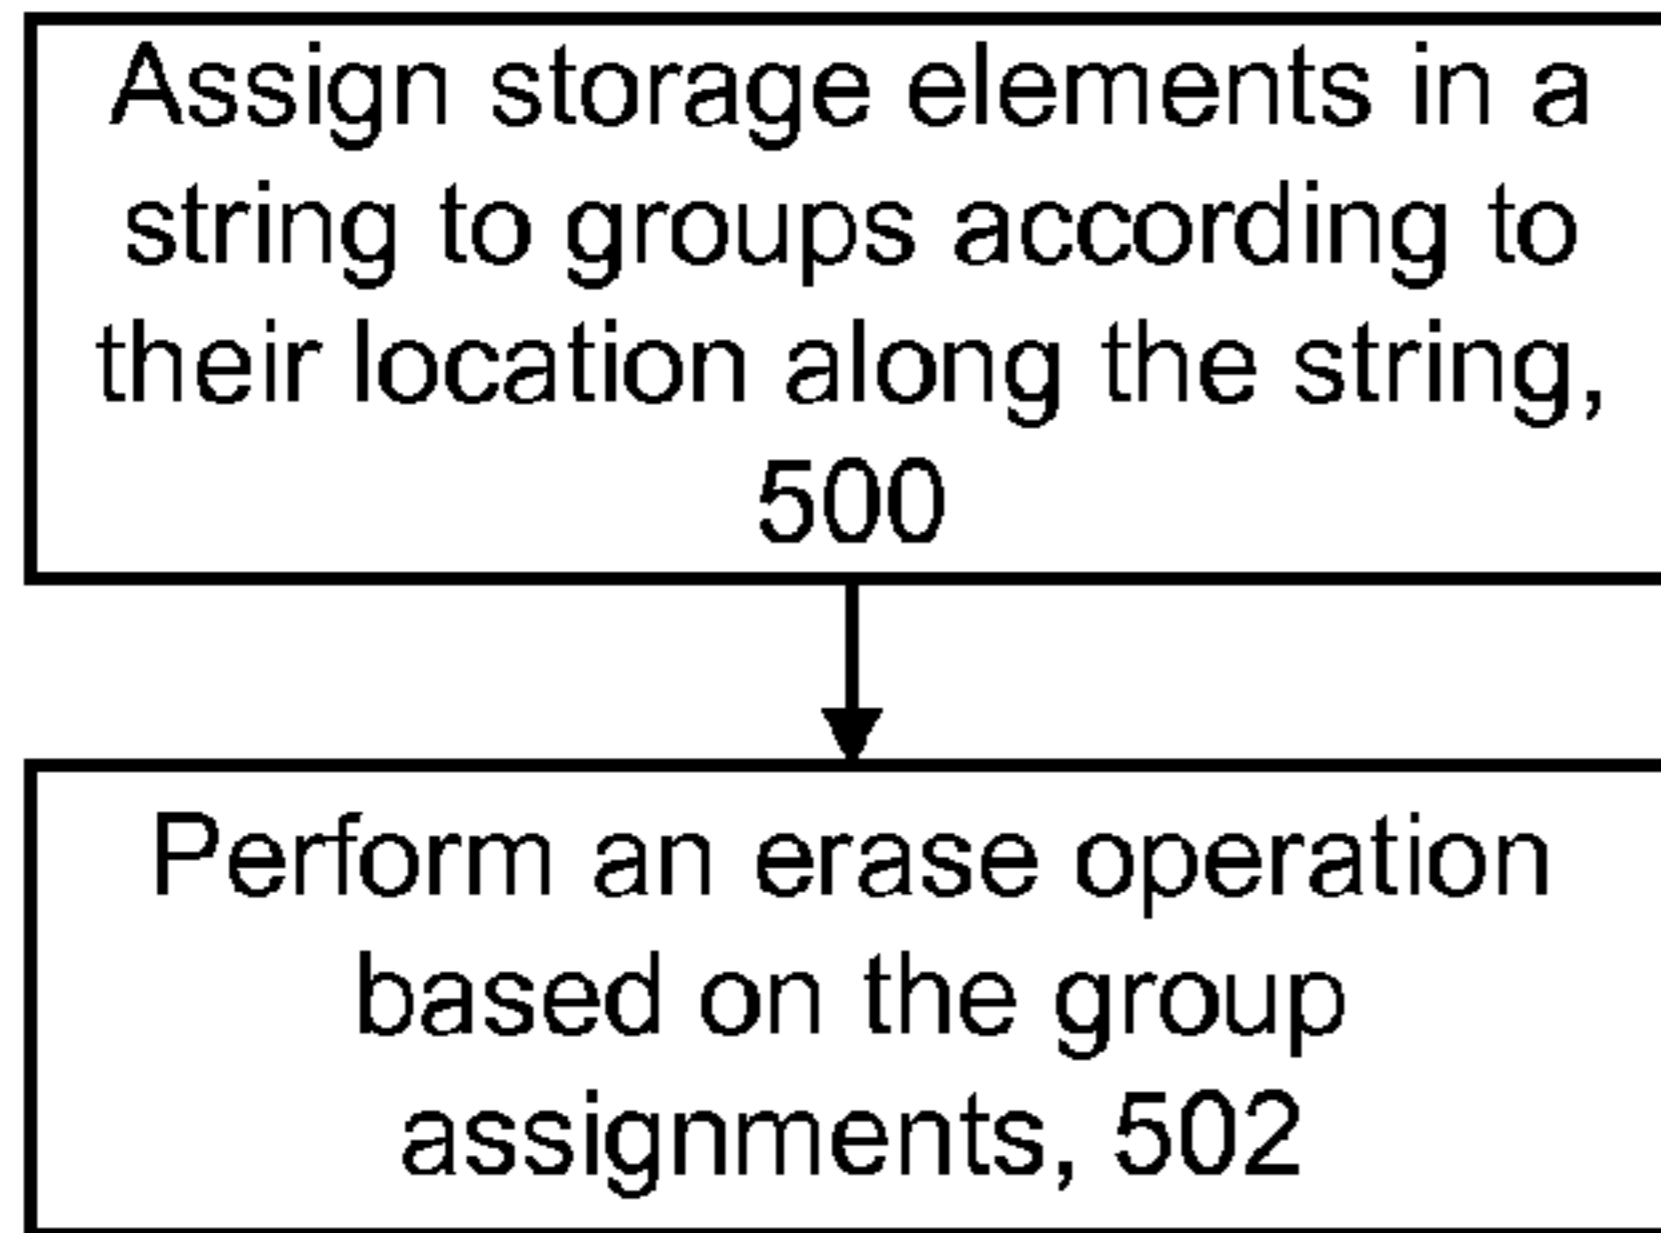 Assign storage elements in a
string to groups according to
their location along the string,
500
Perform an erase operation
based on the group
assignments, 502